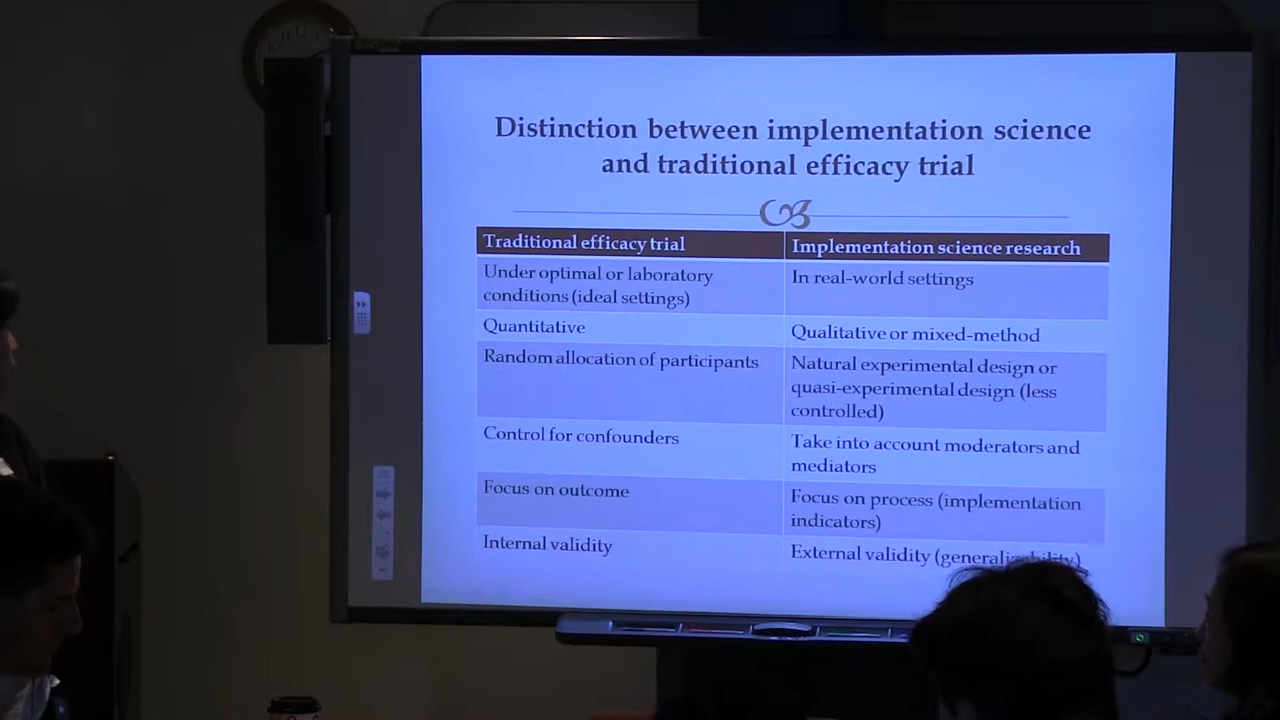 Distinction between implementation science
and traditional efficacy trial
Traditional efficacy trial
Implementation science research
Under optimal or laboratory
conditions (ideal settings)
In real-world settings
Quantitative
Qualitative or mixed-method
Random allocation of participants
Natural experimental design or
quasi-experimental design (less
controlled)
Control for confounders
Take into account moderators and
mediators
Focus on outcome
Focus on process (implementation
indicators)
Internal validity
External validity (generalizability)